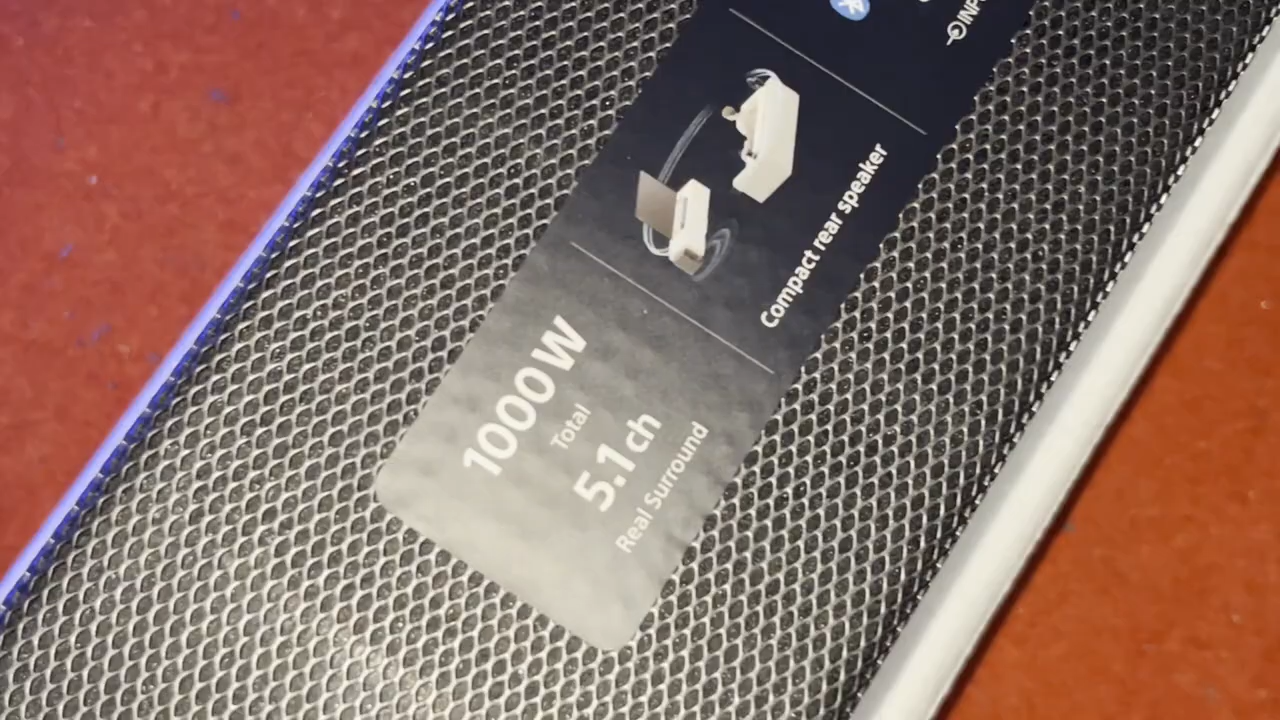 1000W
Total
5.1ch
Real Surround
Compact rear speaker